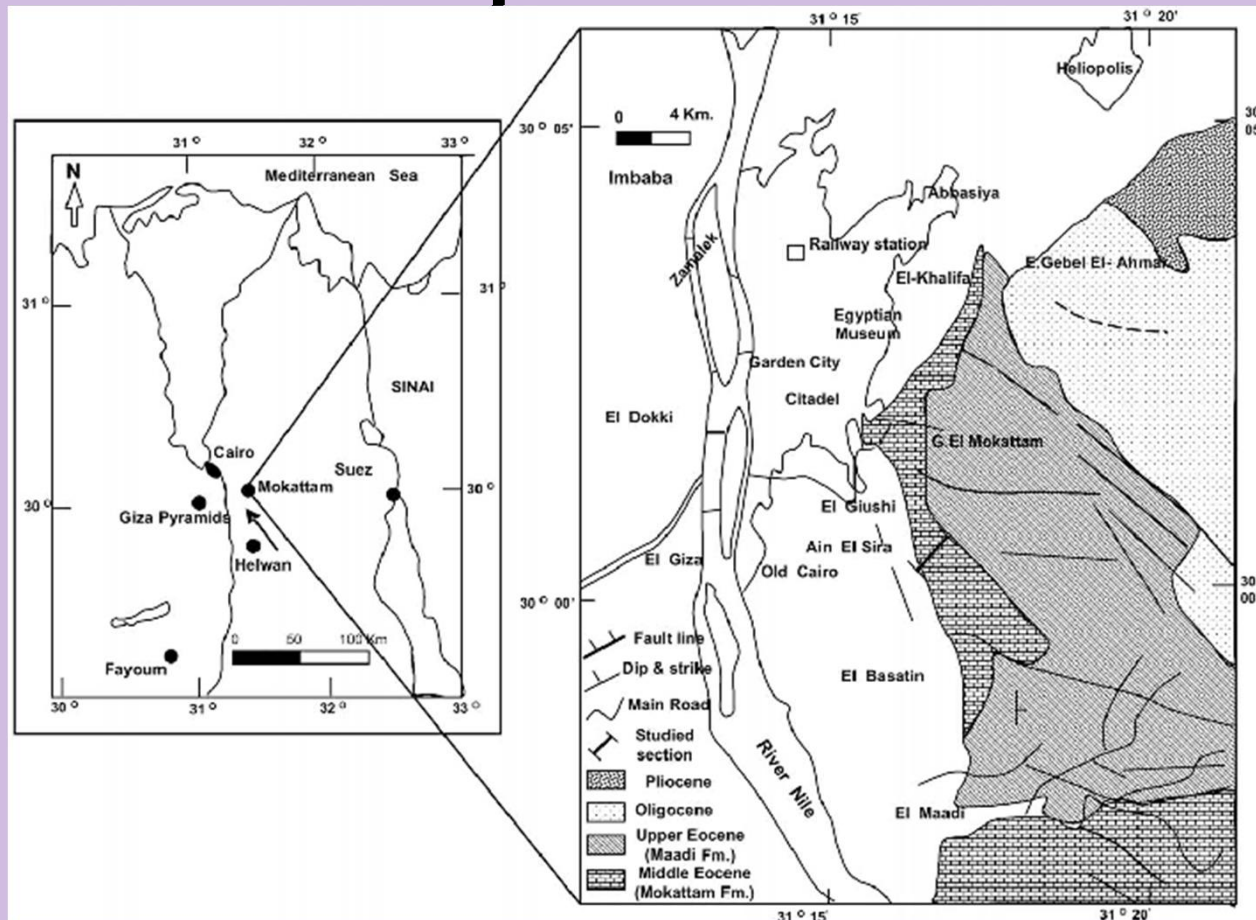 31 °
32 °
33 °
N
Mediterranean Sea
31 °
31 °
SINAI
Cairo
Suez
Mokattam
30 °
30 °
Giza Pyramids
Helwan
0 50 100 Km
Fayoum
30 °
31 °
32 °
33 °
31 ° 15'
31 ° 20'
Heliopolis
0 4 Km.
30 ° 05'
30
05
Imbaba
Abbasiya
Zamalek
Railway station
E.Gebel El- Ahmar
El-Khalifa
Egyptian
Museum
Garden City
Citadel
El Dokki
G.El Mokattam
El Giushi
Ain El Sira
El Giza
Old Cairo
30 ° 00'
30
00
Fault line
Dip & strike
El Basatin
Main Road
Studied
section
River Nile
Pliocene
Oligocene
El Maadi
Upper Eocene
(Maadi Fm.)
Middle Eocene
(Mokattam Fm.)
31 ° 15'
31 ° 20'